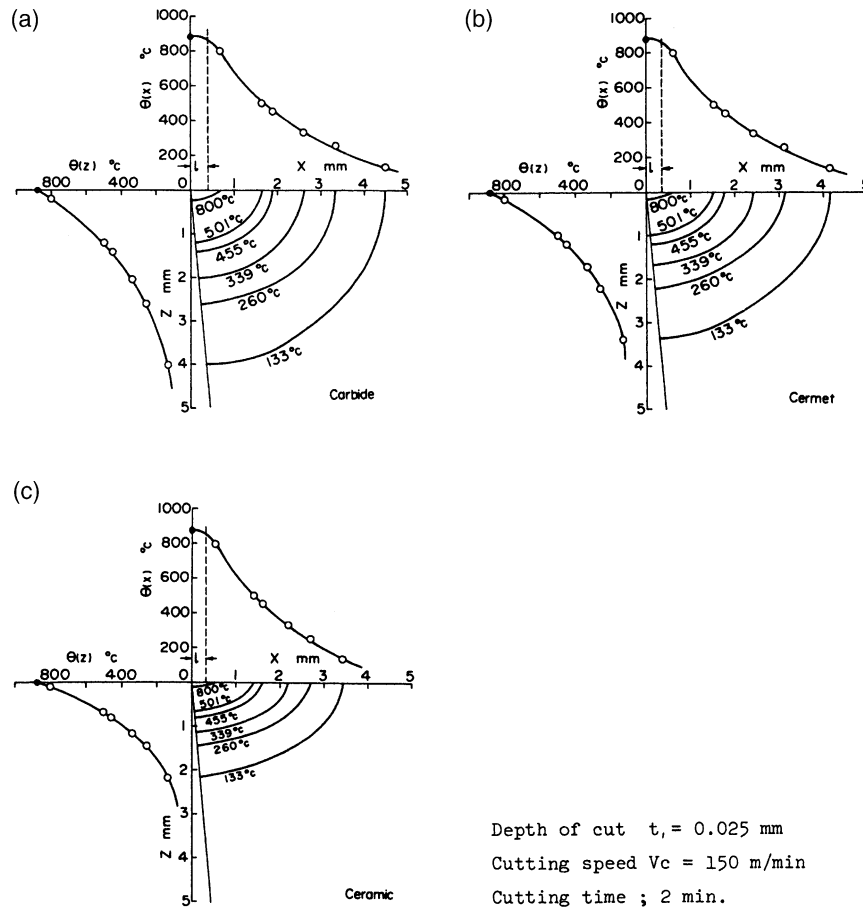 (a)
1000
800
600
400
200
0
Θ(x) °C
Θ(z) °C
800 400 0
l
X mm
1 2 3 4 5
800°C
501°C
455°C
339°C
260°C
133°C
1
2
3
4
5
Z mm
Carbide
(b)
1000
800
600
400
200
0
Θ(x) °C
Θ(z) °C
800 400 0
l
X mm
1 2 3 4 5
800°C
501°C
455°C
339°C
260°C
133°C
1
2
3
4
5
Z mm
Cermet
(c)
1000
800
600
400
200
0
Θ(x) °C
Θ(z) °C
800 400 0
l
X mm
1 2 3 4 5
800°C
501°C
455°C
339°C
260°C
133°C
1
2
3
4
5
Z mm
Ceramic
Depth of cut t₁= 0.025 mm
Cutting speed Vc = 150 m/min
Cutting time ; 2 min.